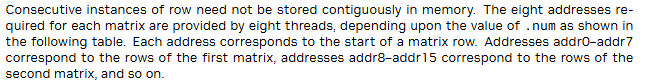 Consecutive instances of row need not be stored contiguously in memory. The eight addresses re-
quired for each matrix are provided by eight threads, depending upon the value of .num as shown in
the following table. Each address corresponds to the start of a matrix row. Addresses addr0–addr7
correspond to the rows of the first matrix, addresses addr8–addr15 correspond to the rows of the
second matrix, and so on.